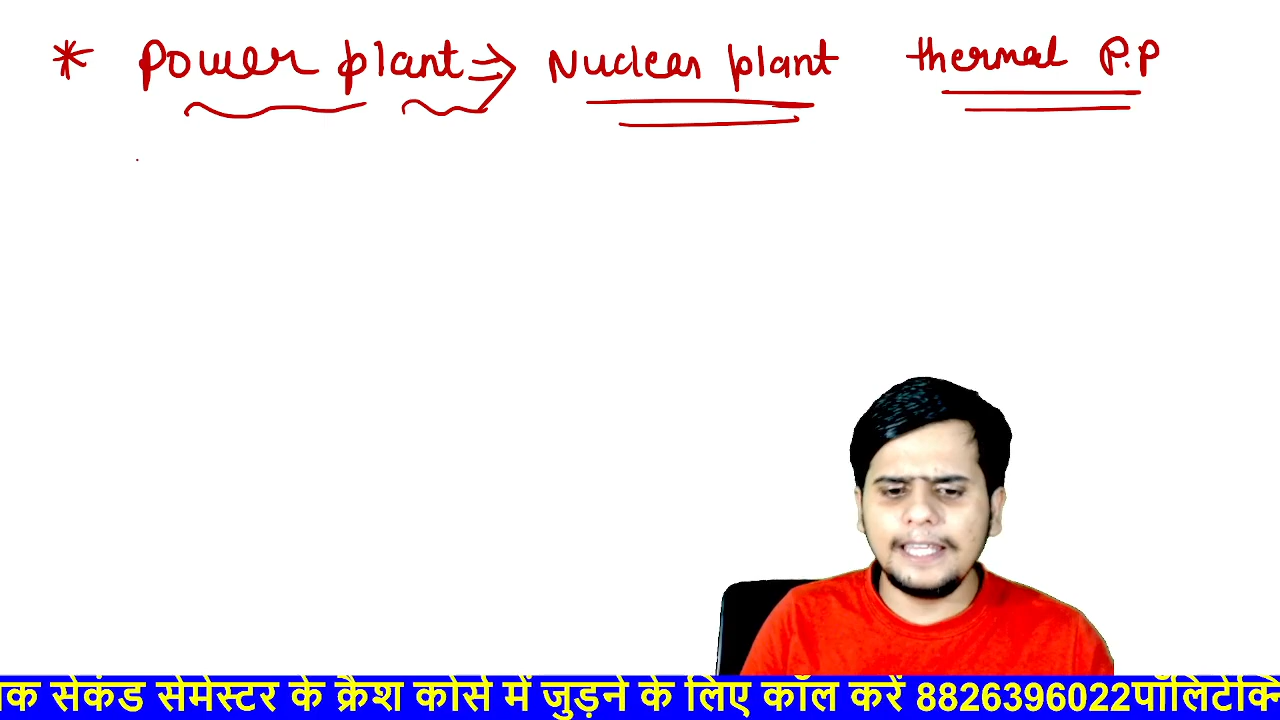 * Power plant ⇒ Nuclear plant thermal P.P
क सेकंड सेमेस्टर के क्रैश कोर्स में जुड़ने के लिए कॉल करें 8826396022पॉलिटेक्नि